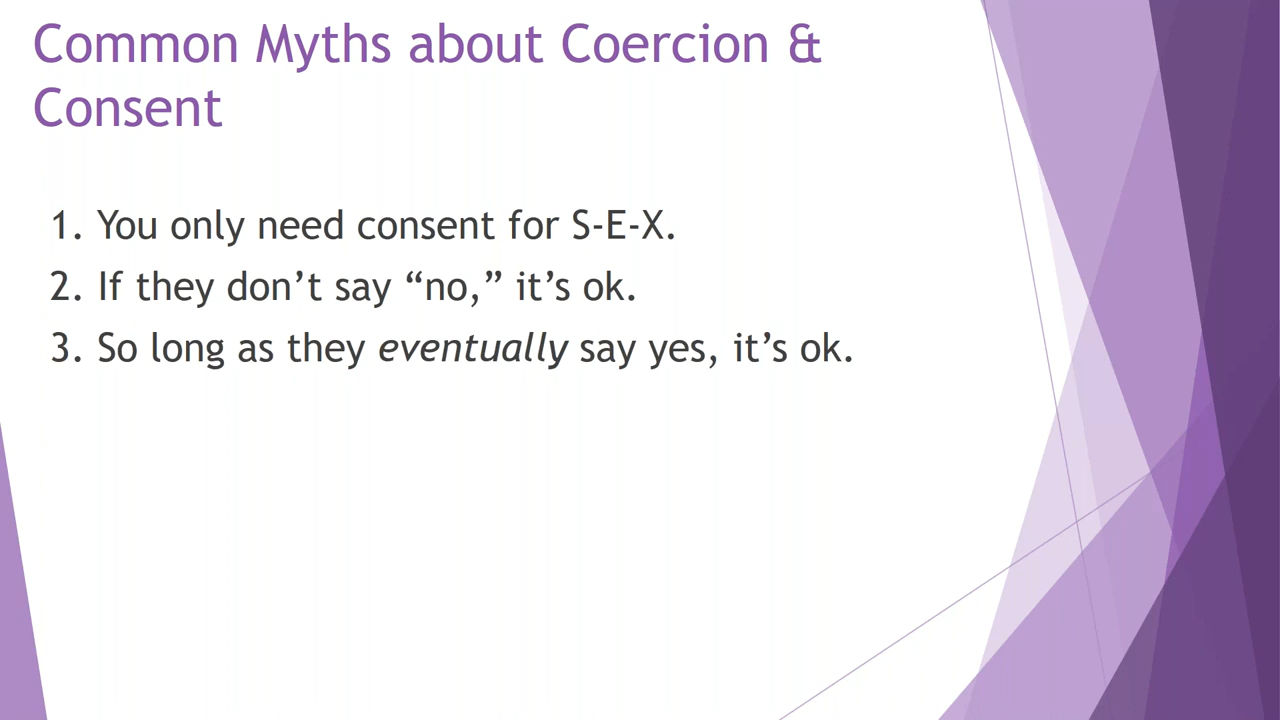 Common Myths about Coercion &
Consent
1. You only need consent for S-E-X.
2. If they don’t say “no,” it’s ok.
3. So long as they eventually say yes, it’s ok.